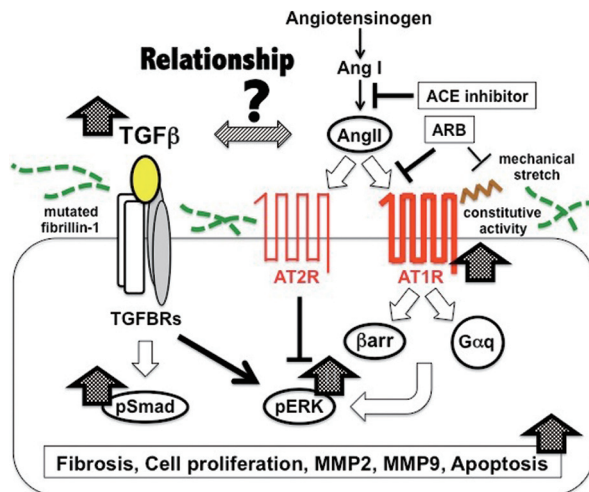 Angiotensinogen
Relationship
?
Ang I
ACE inhibitor
TGFβ
AngII
ARB
mechanical
stretch
mutated
fibrillin-1
constitutive
activity
AT2R
AT1R
TGFBRs
βarr
Gαq
pSmad
pERK
Fibrosis, Cell proliferation, MMP2, MMP9, Apoptosis